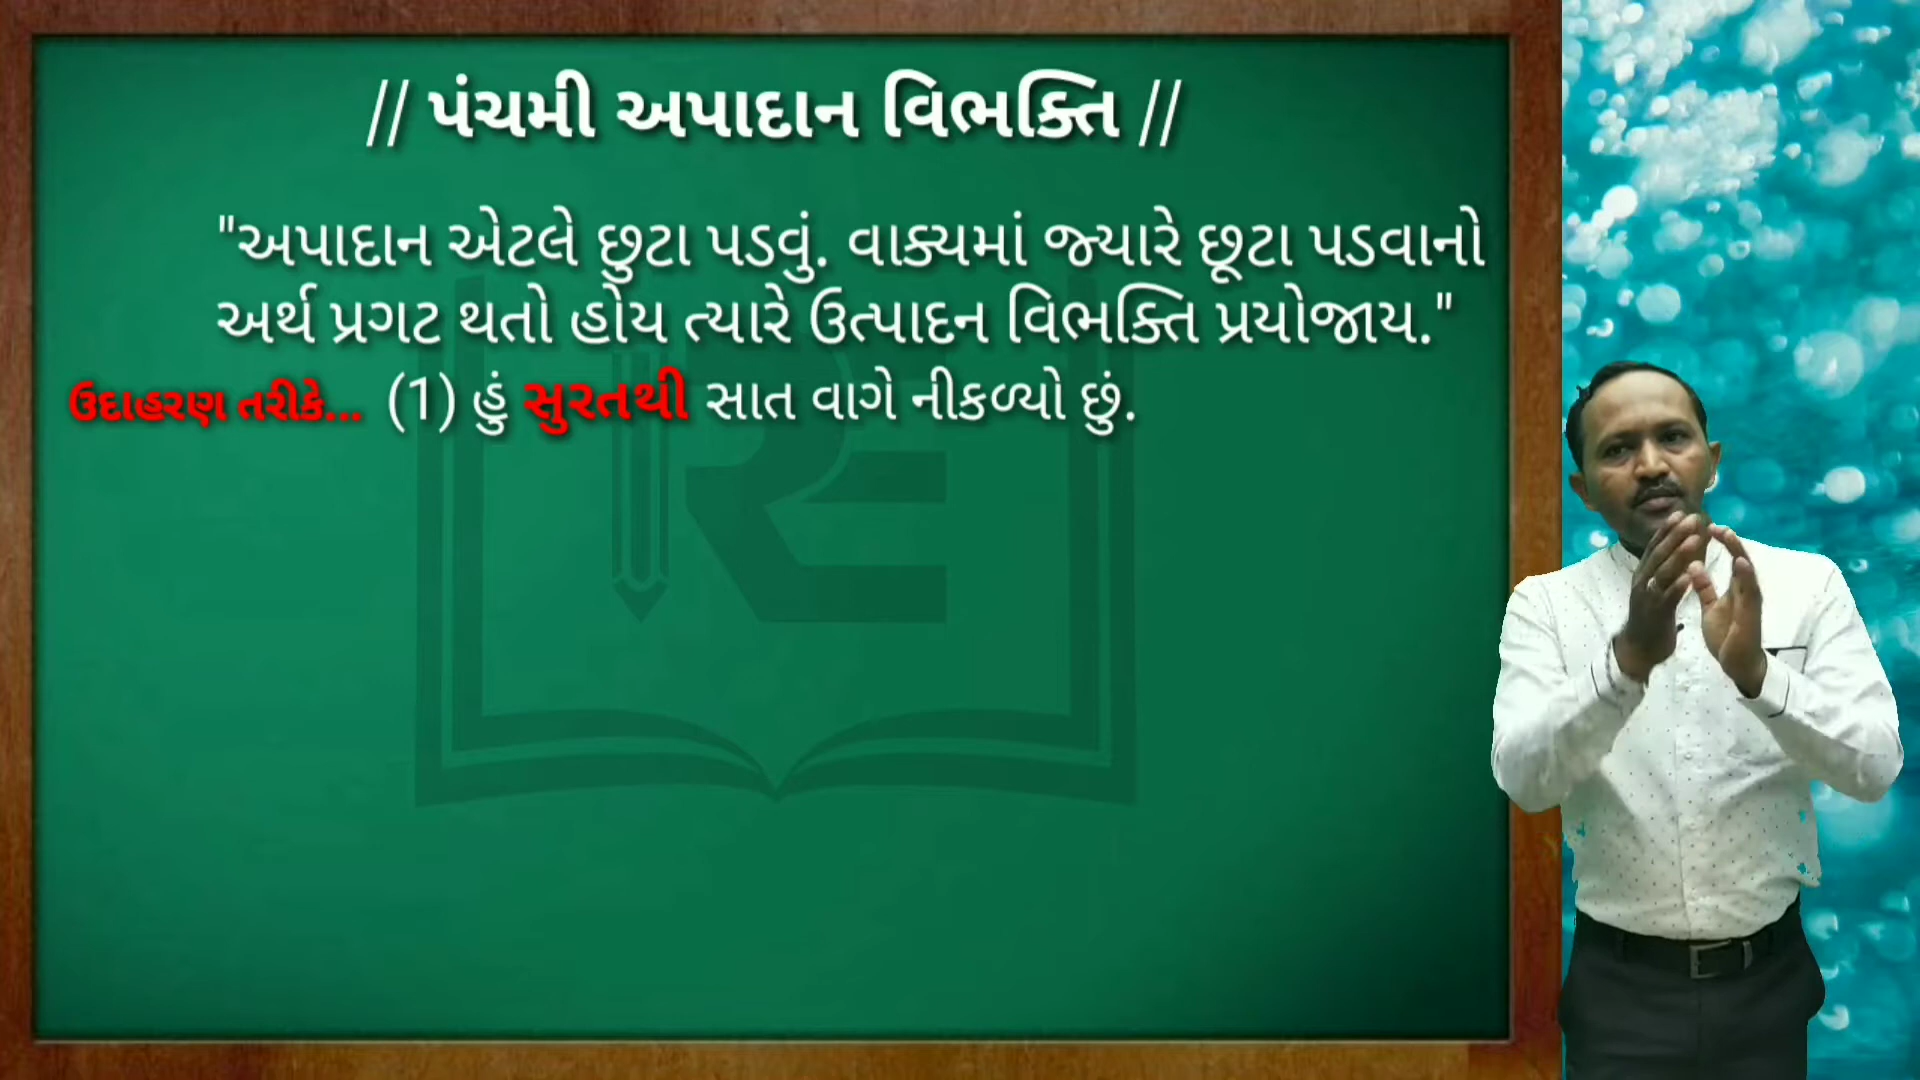 // પંચમી અપાદાન વિભક્તિ //
"અપાદાન એટલે છુટા પડવું. વાક્યમાં જ્યારે છૂટા પડવાનો
અર્થ પ્રગટ થતો હોય ત્યારે ઉત્પાદન વિભક્તિ પ્રયોજાય."
ઉદાહરણ તરીકે... (1) હું સુરતથી સાત વાગે નીકળ્યો છું.